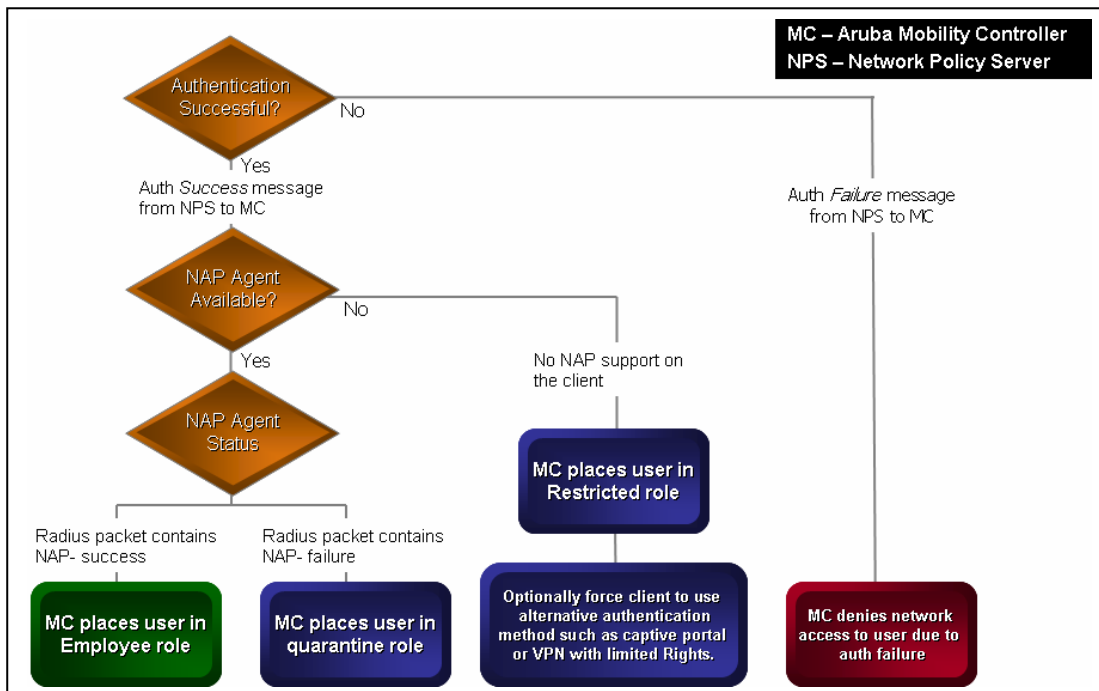 MC – Aruba Mobility Controller
NPS – Network Policy Server
Authentication
Successful?
No
Yes
Auth Success message
from NPS to MC
Auth Failure message
from NPS to MC
NAP Agent
Available?
No
Yes
No NAP support on
the client
NAP Agent
Status
MC places user in
Restricted role
Radius packet contains
NAP- success
Radius packet contains
NAP- failure
MC places user in
Employee role
MC places user in
quarantine role
Optionally force client to use
alternative authentication
method such as captive portal
or VPN with limited Rights.
MC denies network
access to user due to
auth failure